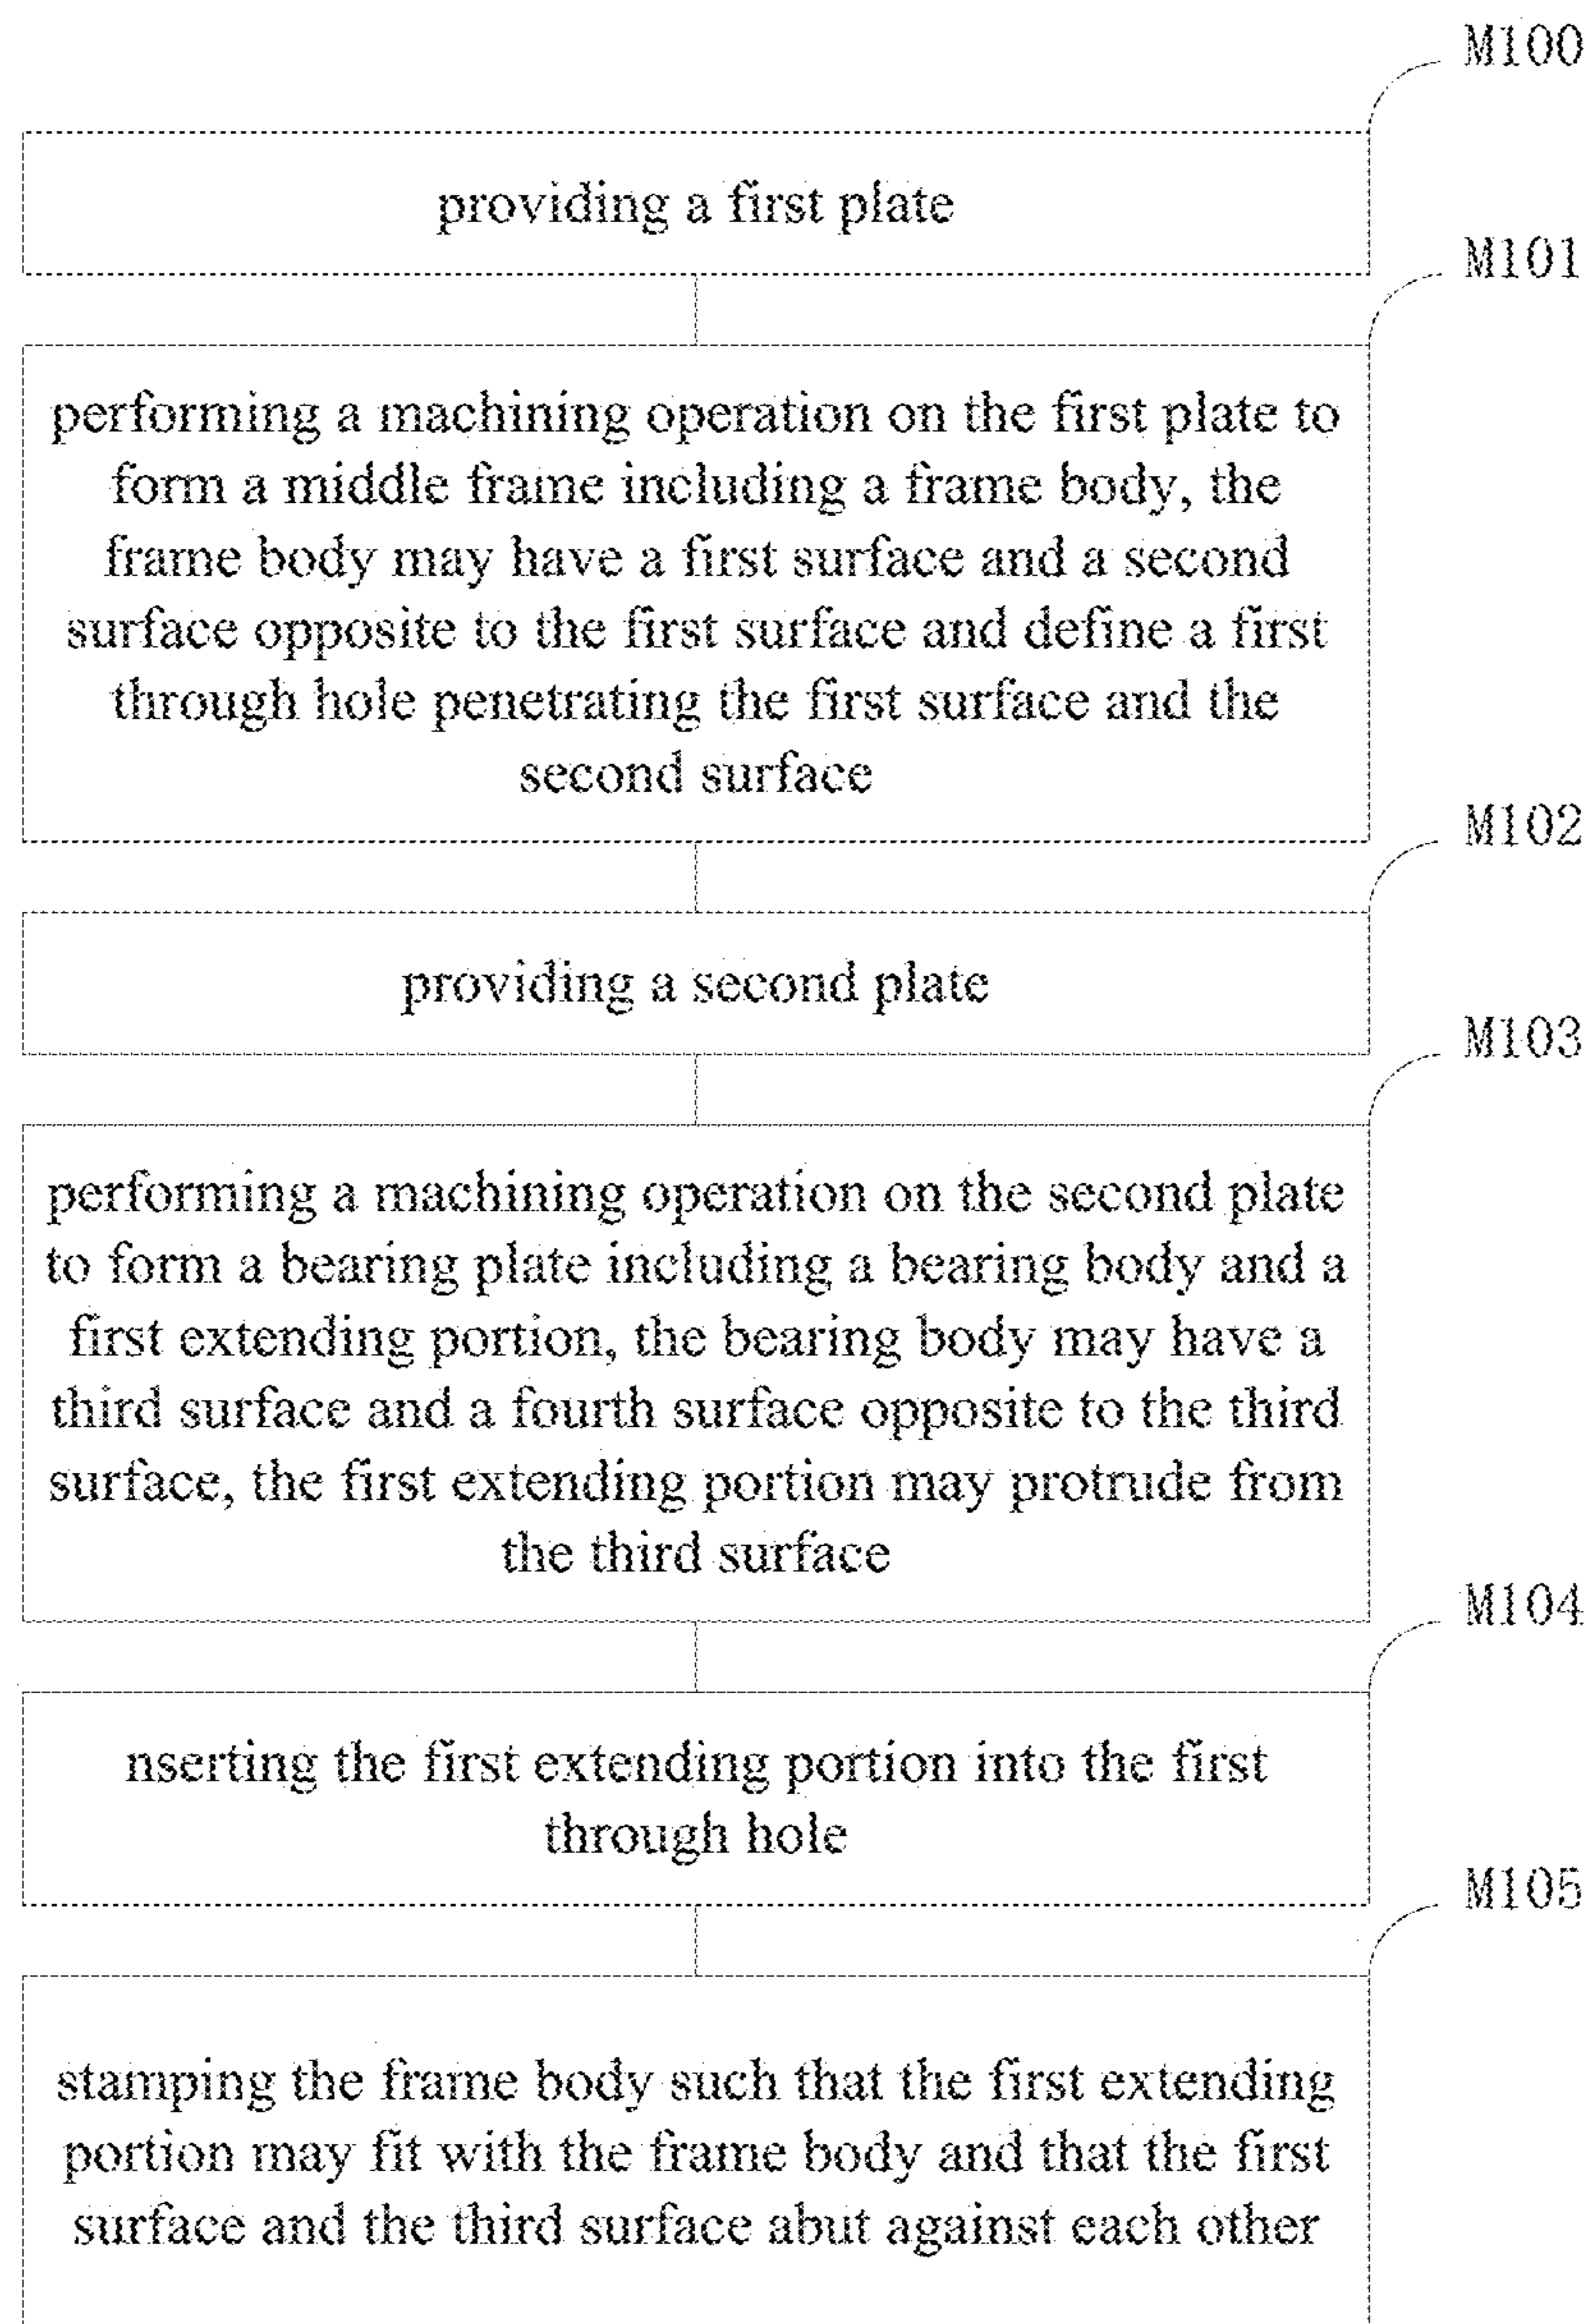 M100
providing a first plate
M101
performing a machining operation on the first plate to
form a middle frame including a frame body, the
frame body may have a first surface and a second
surface opposite to the first surface and define a first
through hole penetrating the first surface and the
second surface
M102
providing a second plate
M103
performing a machining operation on the second plate
to form a bearing plate including a bearing body and a
first extending portion, the bearing body may have a
third surface and a fourth surface opposite to the third
surface, the first extending portion may protrude from
the third surface
M104
nserting the first extending portion into the first
through hole
M105
stamping the frame body such that the first extending
portion may fit with the frame body and that the first
surface and the third surface abut against each other